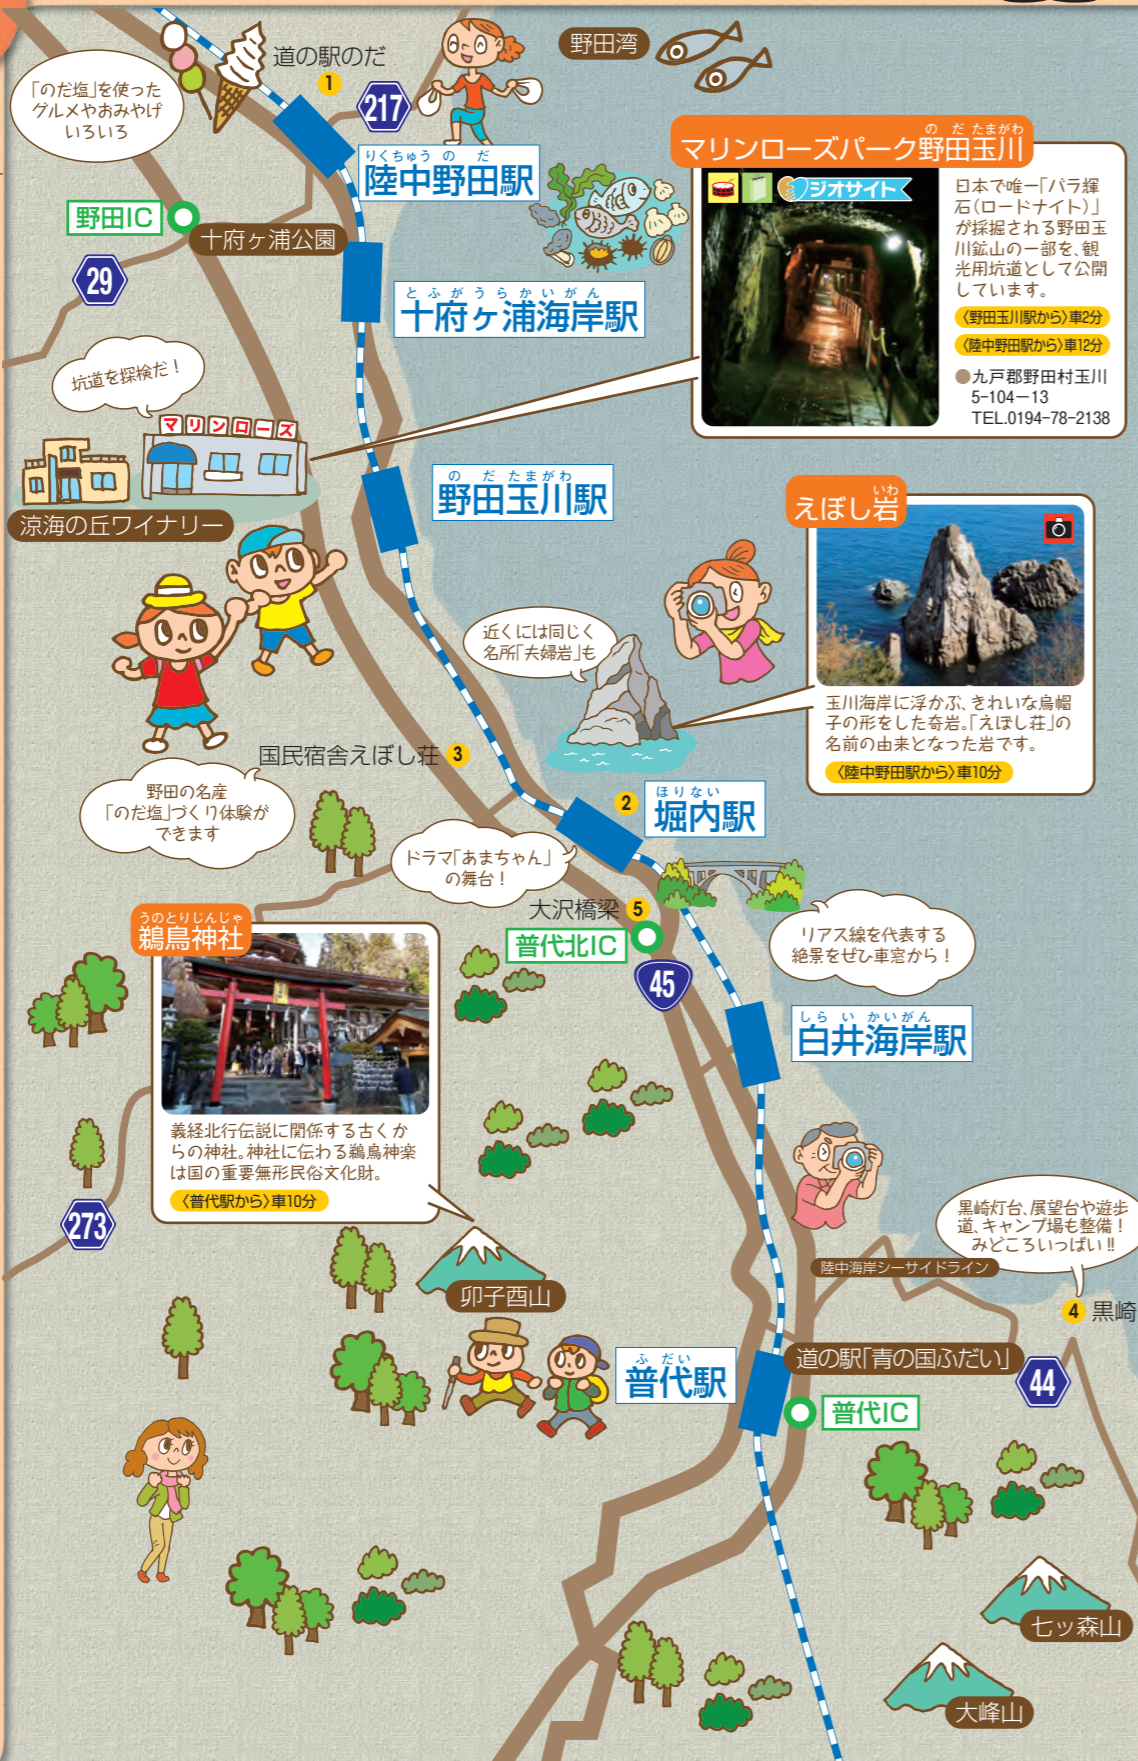 「のだ塩」を使った
グルメやおみやげ
いろいろ
道の駅のだ
1
217
野田湾
りくちゅう の だ
陸中野田駅
野田IC
十府ヶ浦公園
29
と ふ が う ら か い が ん
十府ヶ浦海岸駅
の だ たまがわ
マリンローズパーク野田玉川
ジオサイト
日本で唯一「バラ輝
石(ロードナイト)」
が採掘される野田玉
川鉱山の一部を、観
光用坑道として公開
しています。
〈野田玉川駅から〉車2分
〈陸中野田駅から〉車12分
●九戸郡野田村玉川
5-104-13
TEL.0194-78-2138
坑道を探検だ!
マリンローズ
涼海の丘ワイナリー
の だ たまがわ
野田玉川駅
いわ
えぼし岩
玉川海岸に浮かぶ、きれいな烏帽
子の形をした奇岩。「えぼし荘」の
名前の由来となった岩です。
〈陸中野田駅から〉車10分
近くには同じく
名所「夫婦岩」も
国民宿舎えぼし荘 3
野田の名産
「のだ塩」づくり体験が
できます
2
ほりない
堀内駅
ドラマ「あまちゃん」
の舞台!
大沢橋梁 5
普代北IC
45
リアス線を代表する
絶景をぜひ車窓から!
うのとりじんじゃ
鵜鳥神社
義経北行伝説に関係する古くか
らの神社。神社に伝わる鵜鳥神楽
は国の重要無形民俗文化財。
〈普代駅から〉車10分
しら い かいがん
白井海岸駅
273
卯子酉山
黒崎灯台、展望台や遊歩
道、キャンプ場も整備!
みどころいっぱい!!
陸中海岸シーサイドライン
4 黒崎
ふ だい
普代駅
道の駅「青の国ふだい」
44
普代IC
七ッ森山
大峰山